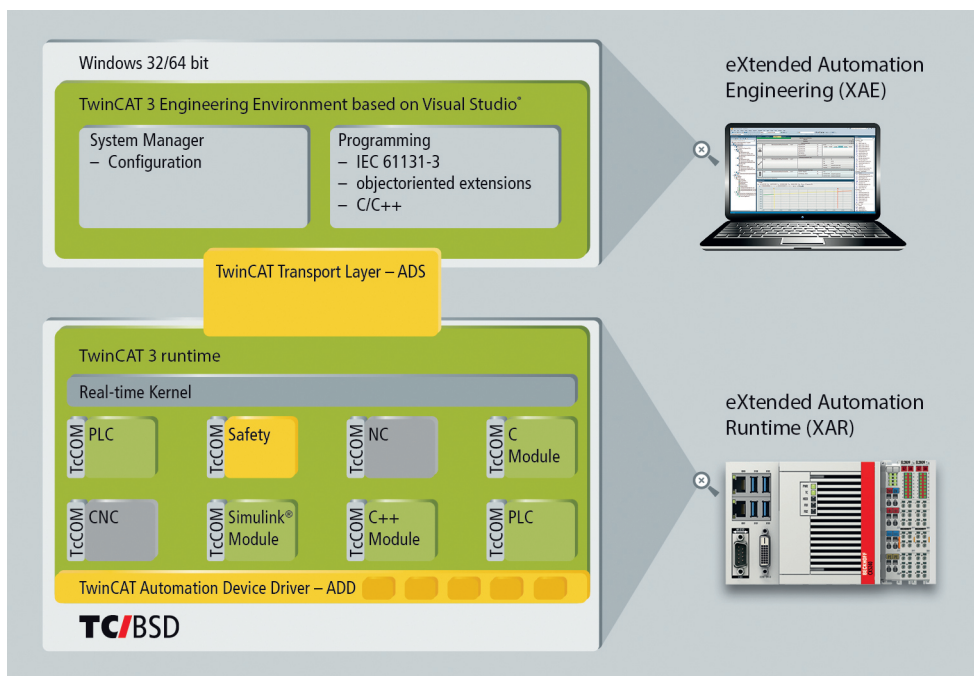 Windows 32/64 bit
TwinCAT 3 Engineering Environment based on Visual Studio®
System Manager
– Configuration
Programming
– IEC 61131-3
– objectoriented extensions
– C/C++
eXtended Automation
Engineering (XAE)
TwinCAT Transport Layer – ADS
TwinCAT 3 runtime
Real-time Kernel
TcCOM
PLC
TcCOM
Safety
TcCOM
NC
TcCOM
C
Module
TcCOM
CNC
TcCOM
Simulink®
Module
TcCOM
C++
Module
TcCOM
PLC
TwinCAT Automation Device Driver – ADD
TC/BSD
eXtended Automation
Runtime (XAR)
BECKHOFF